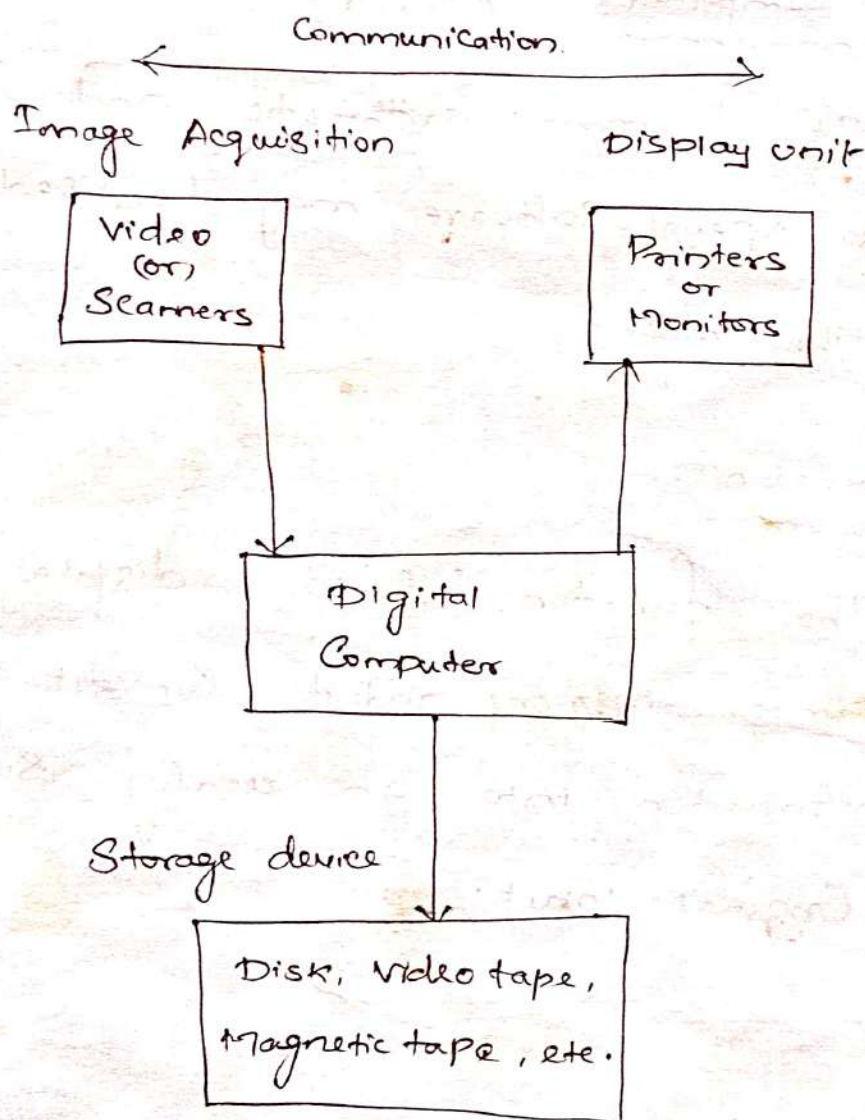 Communication.
Image Acquisition
Display unit
Video
(or)
Scanners
Printers
or
Monitors
Digital
Computer
Storage device
Disk, Video tape,
Magnetic tape, etc.